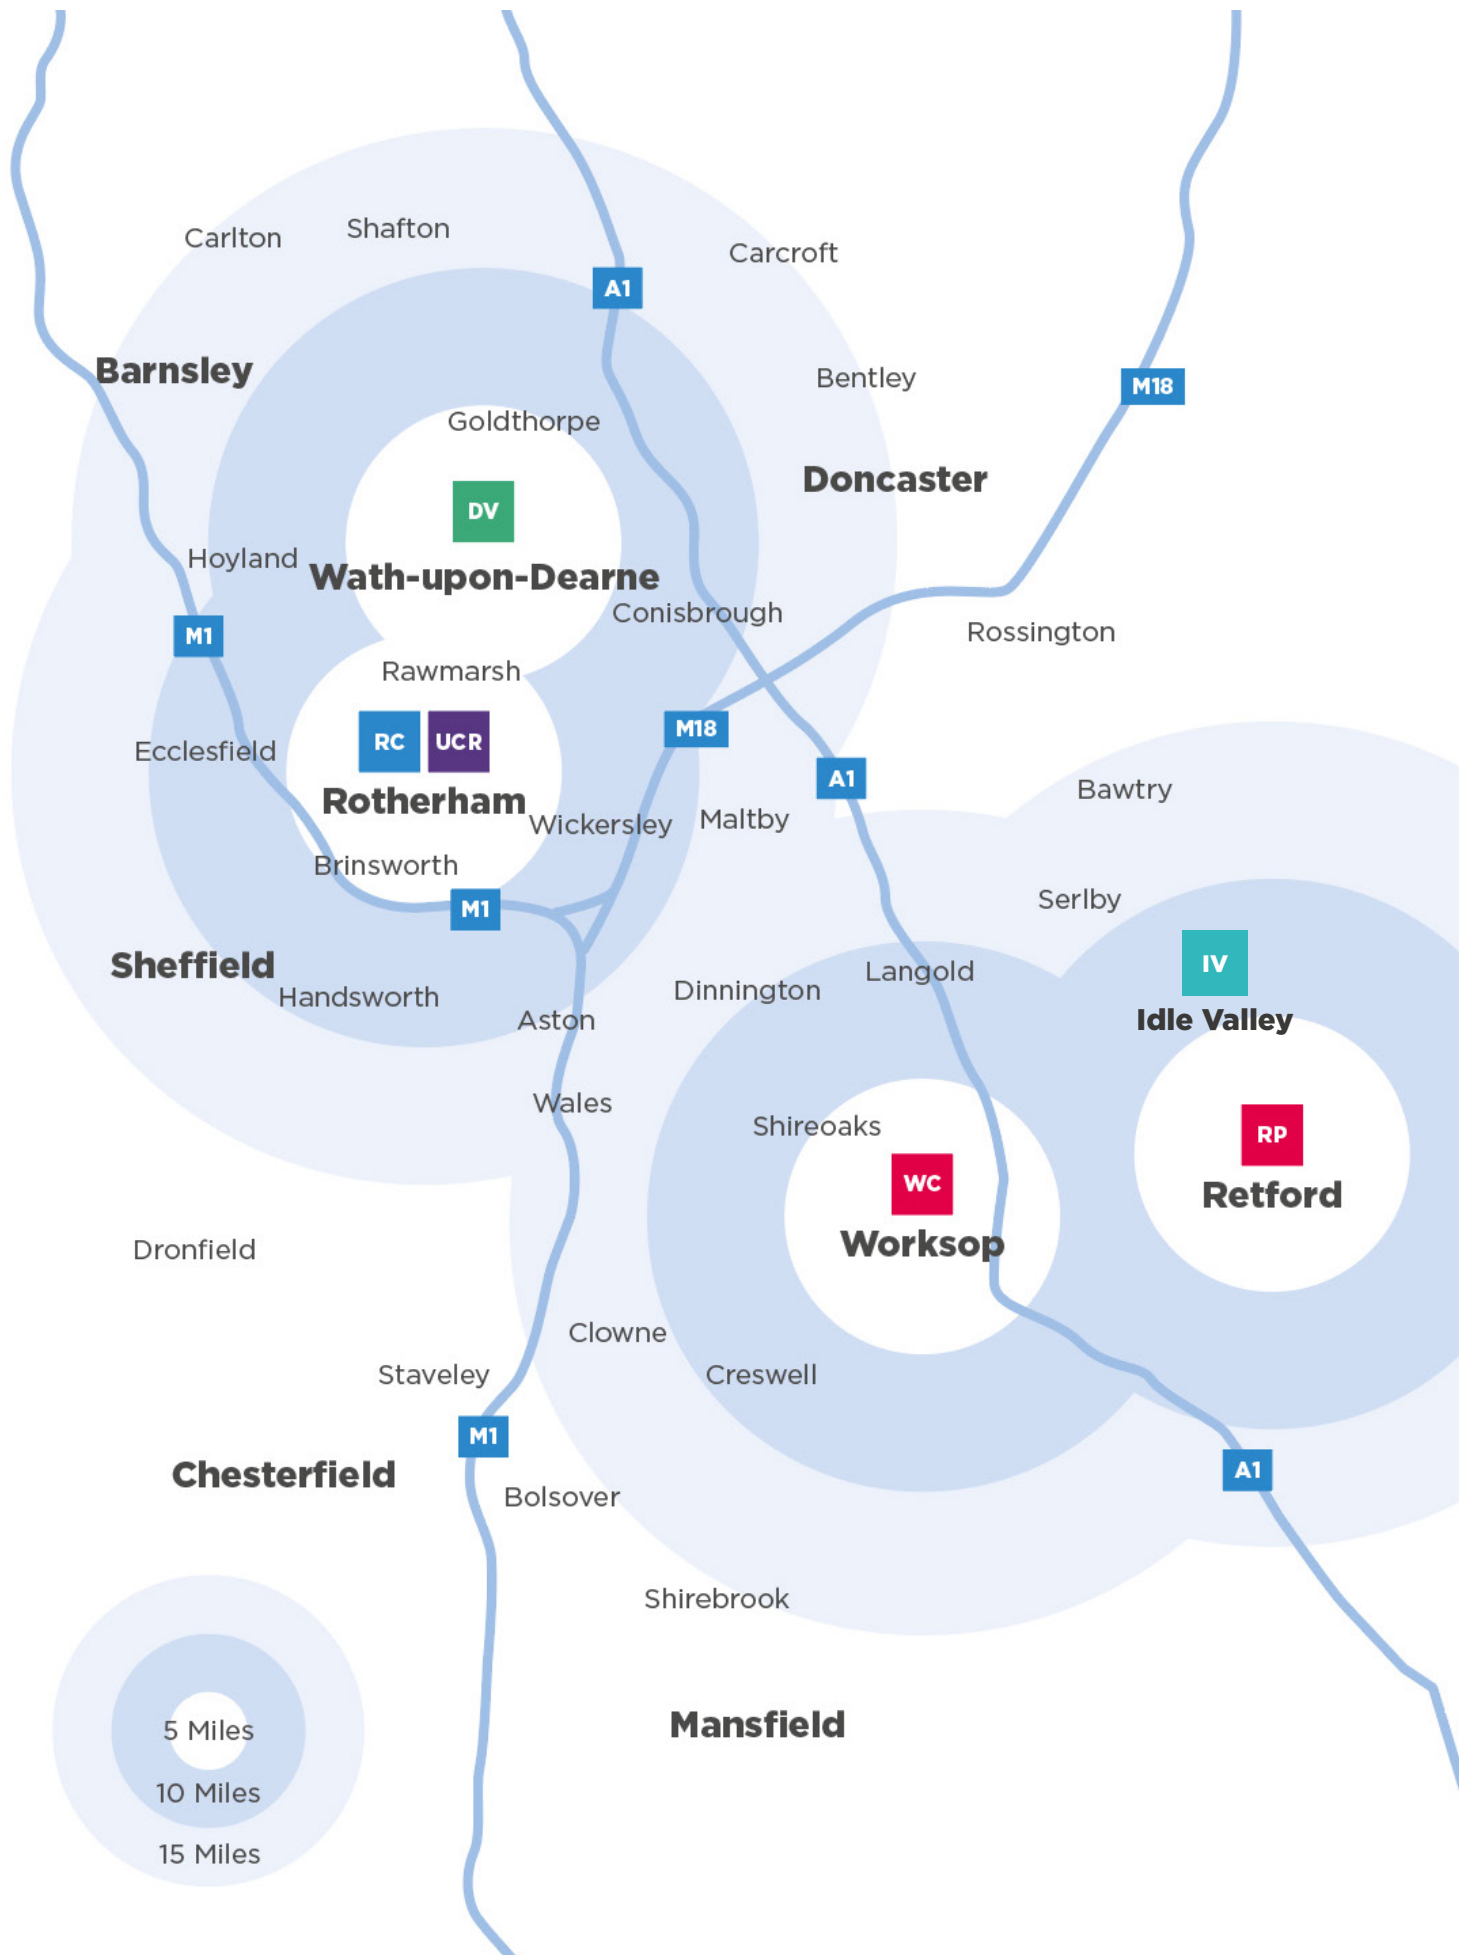 Carlton
Shafton
Carcroft
A1
Barnsley
Bentley
M18
Goldthorpe
Doncaster
DV
Hoyland
Wath-upon-Dearne
Conisbrough
M1
Rossington
Rawmarsh
RC
UCR
M18
Ecclesfield
A1
Bawtry
Rotherham
Wickersley
Maltby
Brinsworth
Serlby
M1
Sheffield
IV
Langold
Handsworth
Dinnington
Aston
Idle Valley
Wales
Shireoaks
RP
WC
Retford
Worksop
Dronfield
Clowne
Staveley
Creswell
M1
Chesterfield
A1
Bolsover
Shirebrook
Mansfield
5 Miles
10 Miles
15 Miles